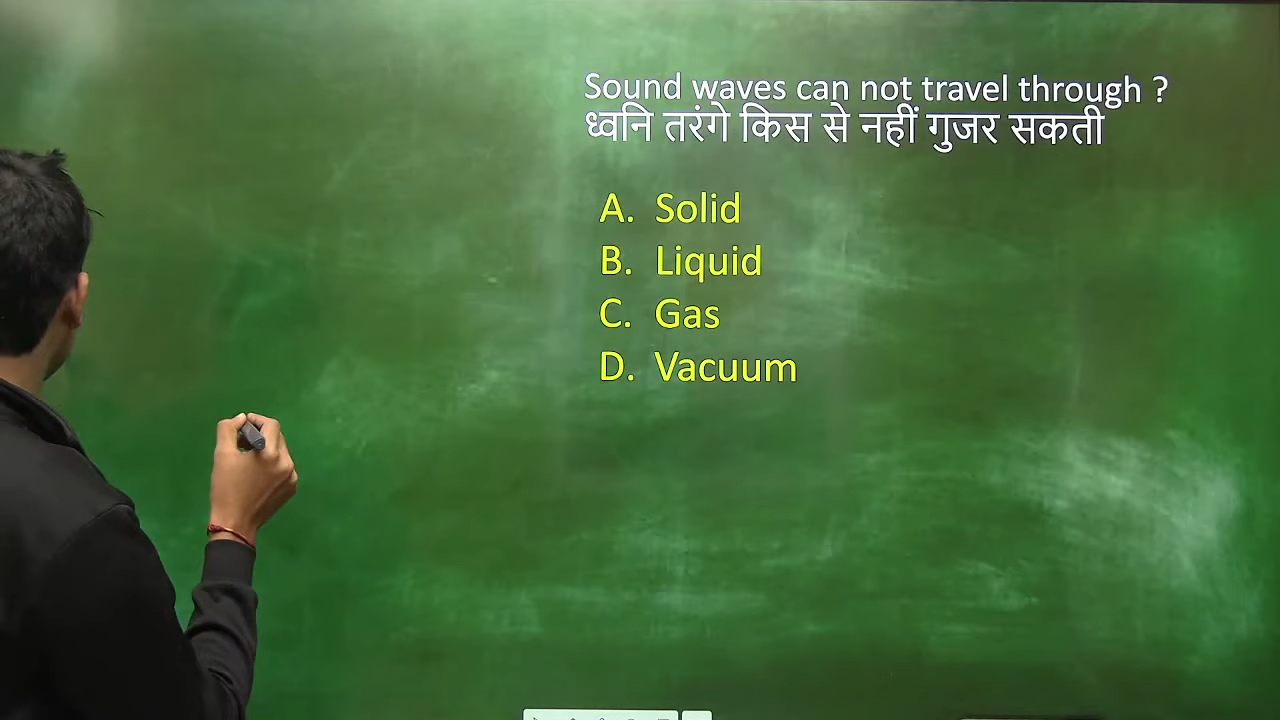 Sound waves can not travel through ?
ध्वनि तरंगे किस से नहीं गुजर सकती
A. Solid
B. Liquid
C. Gas
D. Vacuum